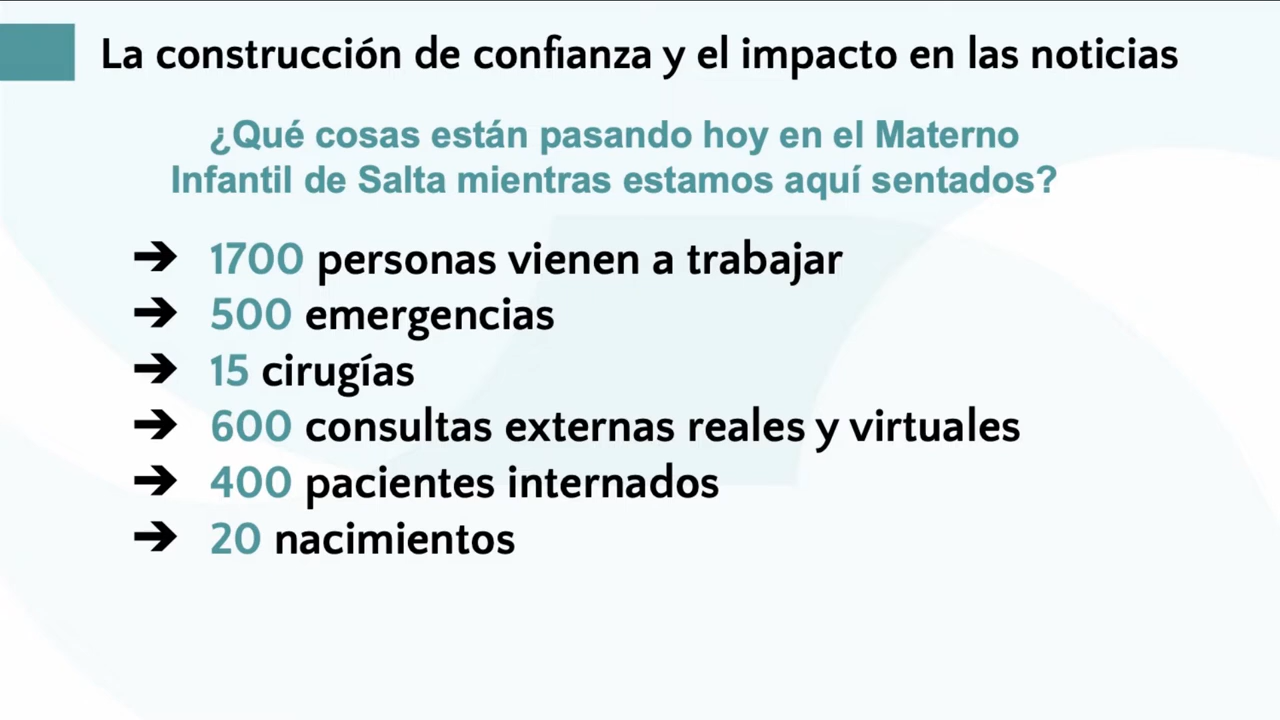 La construcción de confianza y el impacto en las noticias
¿Qué cosas están pasando hoy en el Materno
Infantil de Salta mientras estamos aquí sentados?
➔ 1700 personas vienen a trabajar
➔ 500 emergencias
➔ 15 cirugías
➔ 600 consultas externas reales y virtuales
➔ 400 pacientes internados
➔ 20 nacimientos